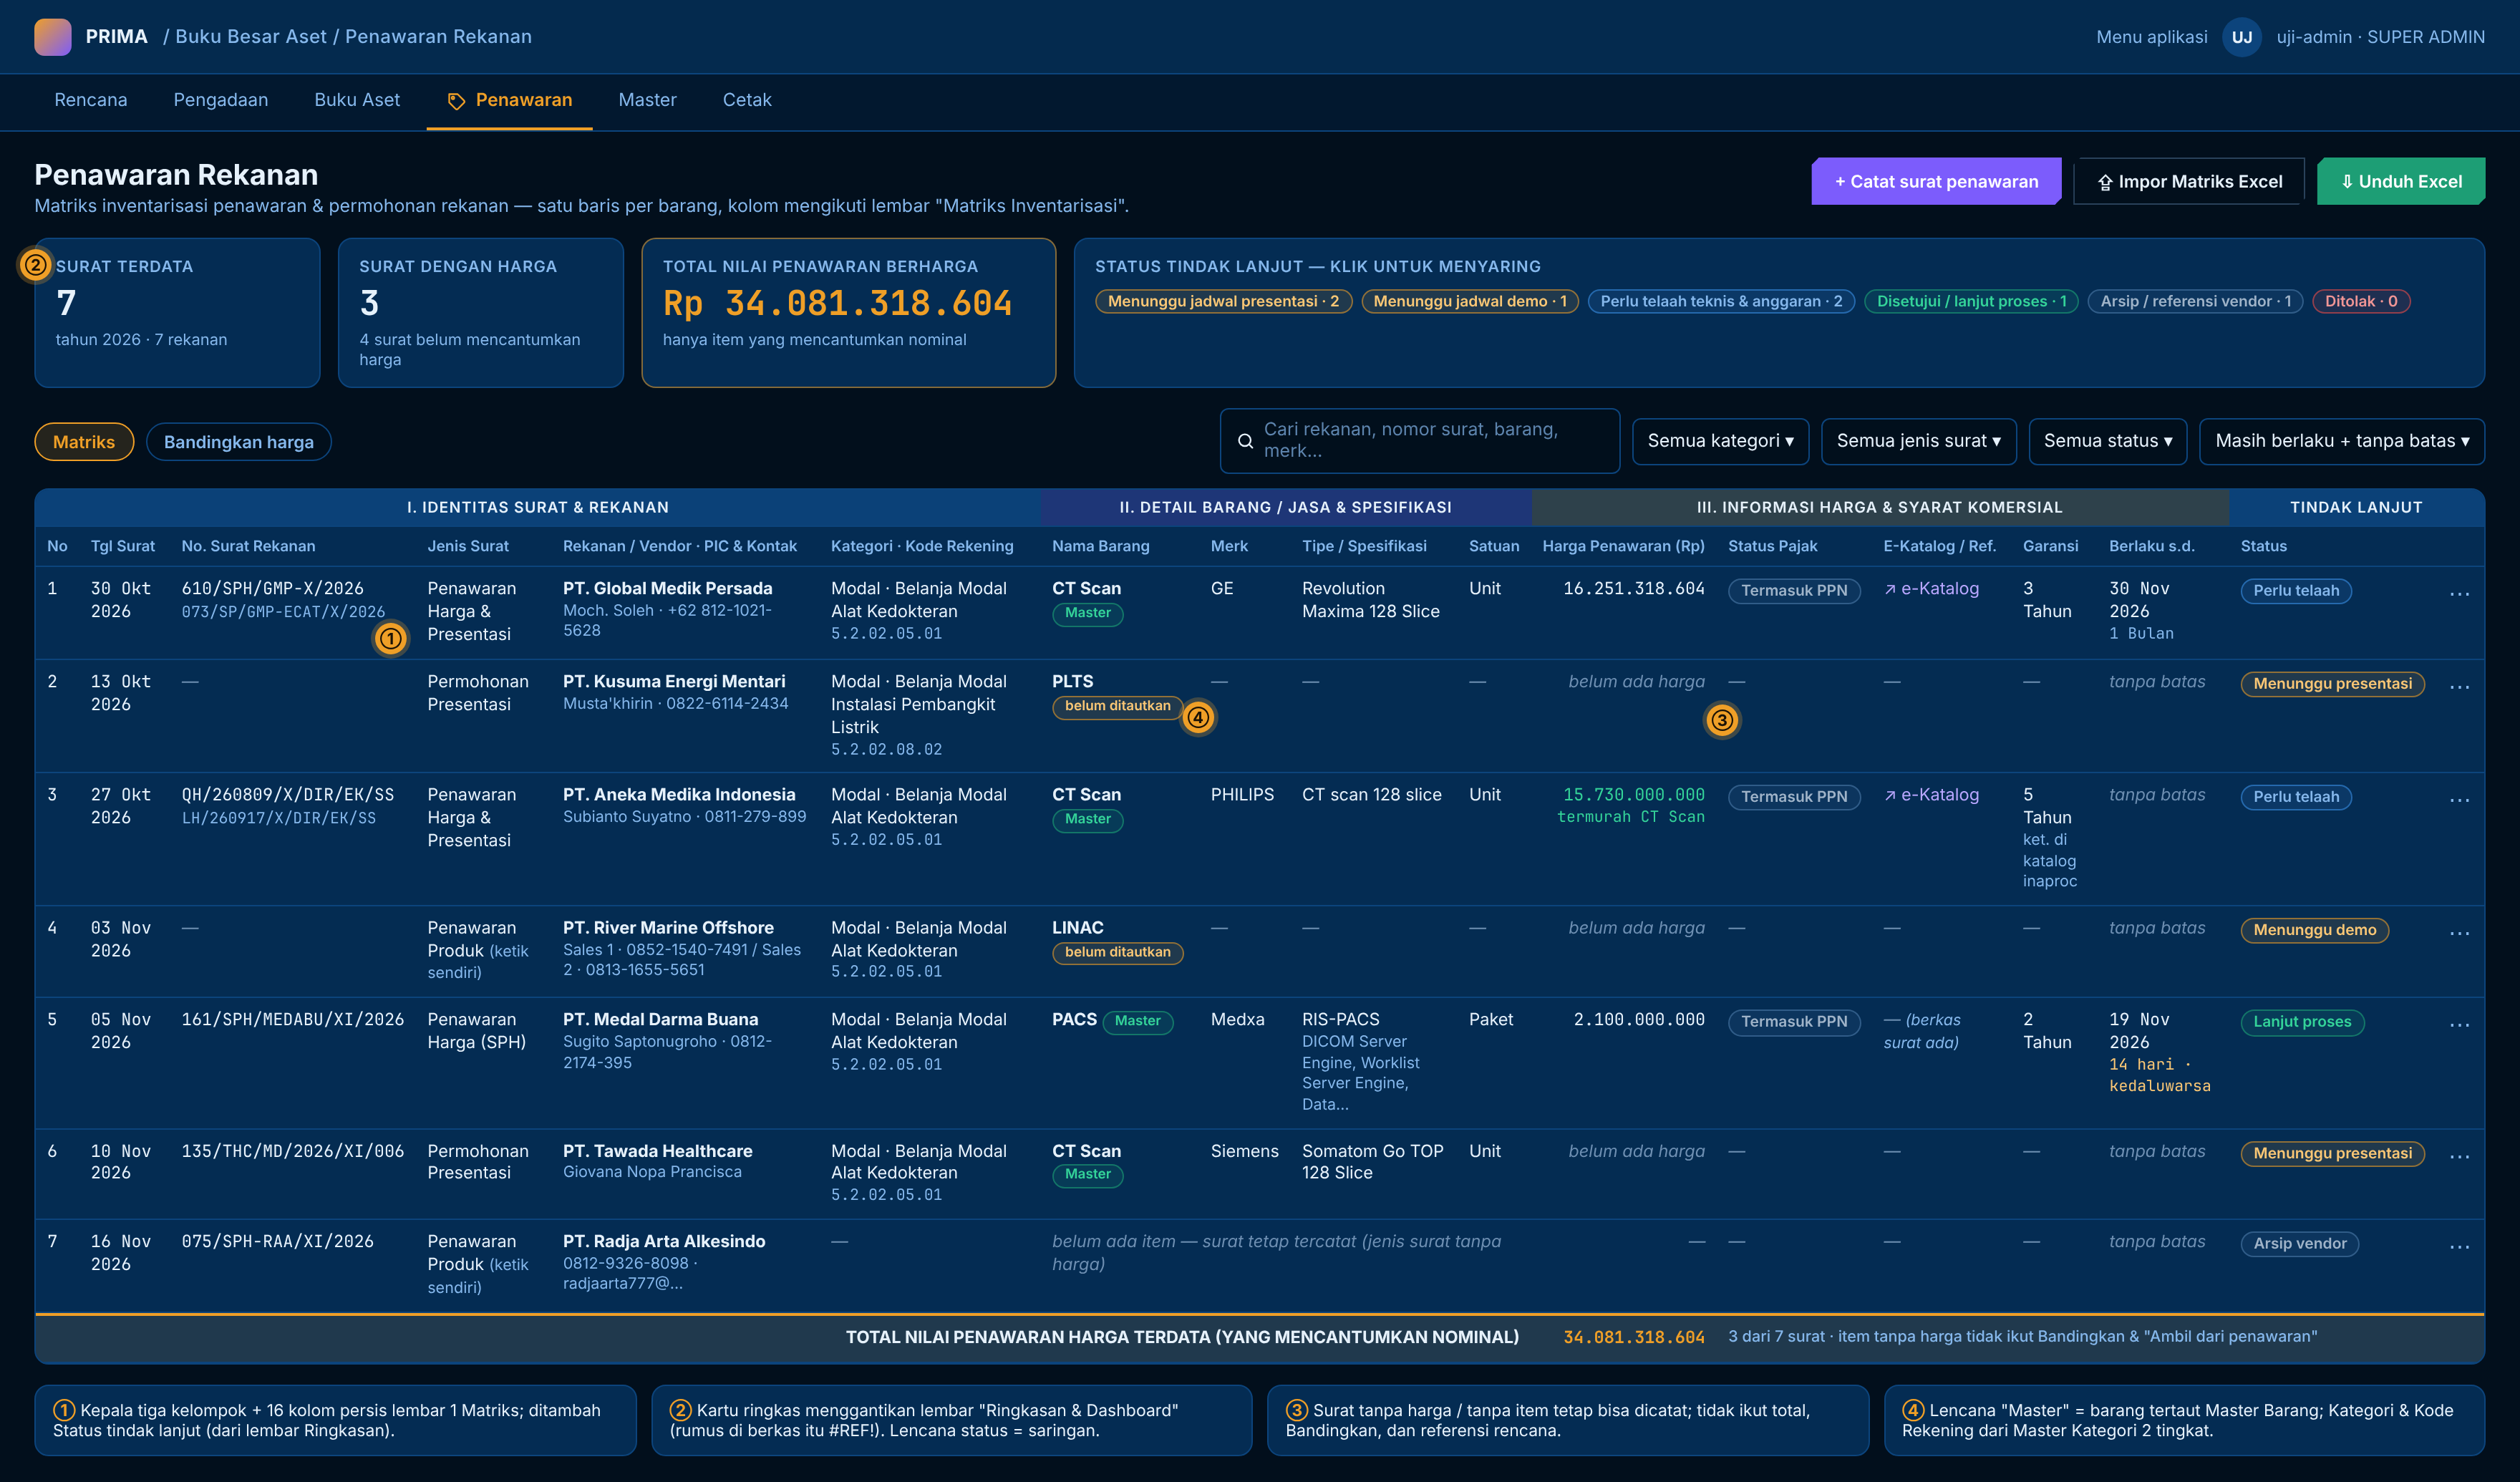 PRIMA / Buku Besar Aset / Penawaran Rekanan
Menu aplikasi UJ uji-admin · SUPER ADMIN
Rencana Pengadaan Buku Aset Penawaran Master Cetak
Penawaran Rekanan
Matriks inventarisasi penawaran & permohonan rekanan — satu baris per barang, kolom mengikuti lembar "Matriks Inventarisasi".
+ Catat surat penawaran
⇪ Impor Matriks Excel
⇩ Unduh Excel
②
SURAT TERDATA
7
tahun 2026 · 7 rekanan
SURAT DENGAN HARGA
3
4 surat belum mencantumkan
harga
TOTAL NILAI PENAWARAN BERHARGA
Rp 34.081.318.604
hanya item yang mencantumkan nominal
STATUS TINDAK LANJUT — KLIK UNTUK MENYARING
Menunggu jadwal presentasi · 2 Menunggu jadwal demo · 1 Perlu telaah teknis & anggaran · 2 Disetujui / lanjut proses · 1 Arsip / referensi vendor · 1 Ditolak · 0
Matriks Bandingkan harga
Cari rekanan, nomor surat, barang,
merk...
Semua kategori ▾ Semua jenis surat ▾ Semua status ▾ Masih berlaku + tanpa batas ▾
I. IDENTITAS SURAT & REKANAN II. DETAIL BARANG / JASA & SPESIFIKASI III. INFORMASI HARGA & SYARAT KOMERSIAL TINDAK LANJUT
No Tgl Surat No. Surat Rekanan Jenis Surat Rekanan / Vendor · PIC & Kontak Kategori · Kode Rekening Nama Barang Merk Tipe / Spesifikasi Satuan Harga Penawaran (Rp) Status Pajak E-Katalog / Ref. Garansi Berlaku s.d. Status
1 30 Okt 610/SPH/GMP-X/2026 Penawaran PT. Global Medik Persada Modal · Belanja Modal CT Scan GE Revolution Unit 16.251.318.604 Termasuk PPN ↗ e-Katalog 3 30 Nov Perlu telaah ...
2026 073/SP/GMP-ECAT/X/2026 Harga & Moch. Soleh · +62 812-1021- Alat Kedokteran Master Maxima 128 Slice Tahun 2026
① Presentasi 5628 5.2.02.05.01 1 Bulan
2 13 Okt — Permohonan PT. Kusuma Energi Mentari Modal · Belanja Modal PLTS — — — belum ada harga — — — tanpa batas Menunggu presentasi ...
2026 Presentasi Musta'khirin · 0822-6114-2434 Instalasi Pembangkit belum ditautkan ④ ③
Listrik
5.2.02.08.02
3 27 Okt QH/260809/X/DIR/EK/SS Penawaran PT. Aneka Medika Indonesia Modal · Belanja Modal CT Scan PHILIPS CT scan 128 slice Unit 15.730.000.000 Termasuk PPN ↗ e-Katalog 5 tanpa batas Perlu telaah ...
2026 LH/260917/X/DIR/EK/SS Harga & Subianto Suyatno · 0811-279-899 Alat Kedokteran Master termurah CT Scan Tahun
Presentasi 5.2.02.05.01 ket. di
katalog
inaproc
4 03 Nov — Penawaran PT. River Marine Offshore Modal · Belanja Modal LINAC — — — belum ada harga — — — tanpa batas Menunggu demo ...
2026 Produk (ketik Sales 1 · 0852-1540-7491 / Sales Alat Kedokteran belum ditautkan
sendiri) 2 · 0813-1655-5651 5.2.02.05.01
5 05 Nov 161/SPH/MEDABU/XI/2026 Penawaran PT. Medal Darma Buana Modal · Belanja Modal PACS Master Medxa RIS-PACS Paket 2.100.000.000 Termasuk PPN — (berkas 2 19 Nov Lanjut proses ...
2026 Harga (SPH) Sugito Saptonugroho · 0812- Alat Kedokteran DICOM Server surat ada) Tahun 2026
2174-395 5.2.02.05.01 Engine, Worklist 14 hari ·
Server Engine, kedaluwarsa
Data...
6 10 Nov 135/THC/MD/2026/XI/006 Permohonan PT. Tawada Healthcare Modal · Belanja Modal CT Scan Siemens Somatom Go TOP Unit belum ada harga — — — tanpa batas Menunggu presentasi ...
2026 Presentasi Giovana Nopa Prancisca Alat Kedokteran Master 128 Slice
5.2.02.05.01
7 16 Nov 075/SPH-RAA/XI/2026 Penawaran PT. Radja Arta Alkesindo — belum ada item — surat tetap tercatat (jenis surat tanpa — — — — tanpa batas Arsip vendor ...
2026 Produk (ketik 0812-9326-8098 · harga)
sendiri) radjaarta777@...
TOTAL NILAI PENAWARAN HARGA TERDATA (YANG MENCANTUMKAN NOMINAL) 34.081.318.604 3 dari 7 surat · item tanpa harga tidak ikut Bandingkan & "Ambil dari penawaran"
① Kepala tiga kelompok + 16 kolom persis lembar 1 Matriks; ditambah
Status tindak lanjut (dari lembar Ringkasan).
② Kartu ringkas menggantikan lembar "Ringkasan & Dashboard"
(rumus di berkas itu #REF!). Lencana status = saringan.
③ Surat tanpa harga / tanpa item tetap bisa dicatat; tidak ikut total,
Bandingkan, dan referensi rencana.
④ Lencana "Master" = barang tertaut Master Barang; Kategori & Kode
Rekening dari Master Kategori 2 tingkat.